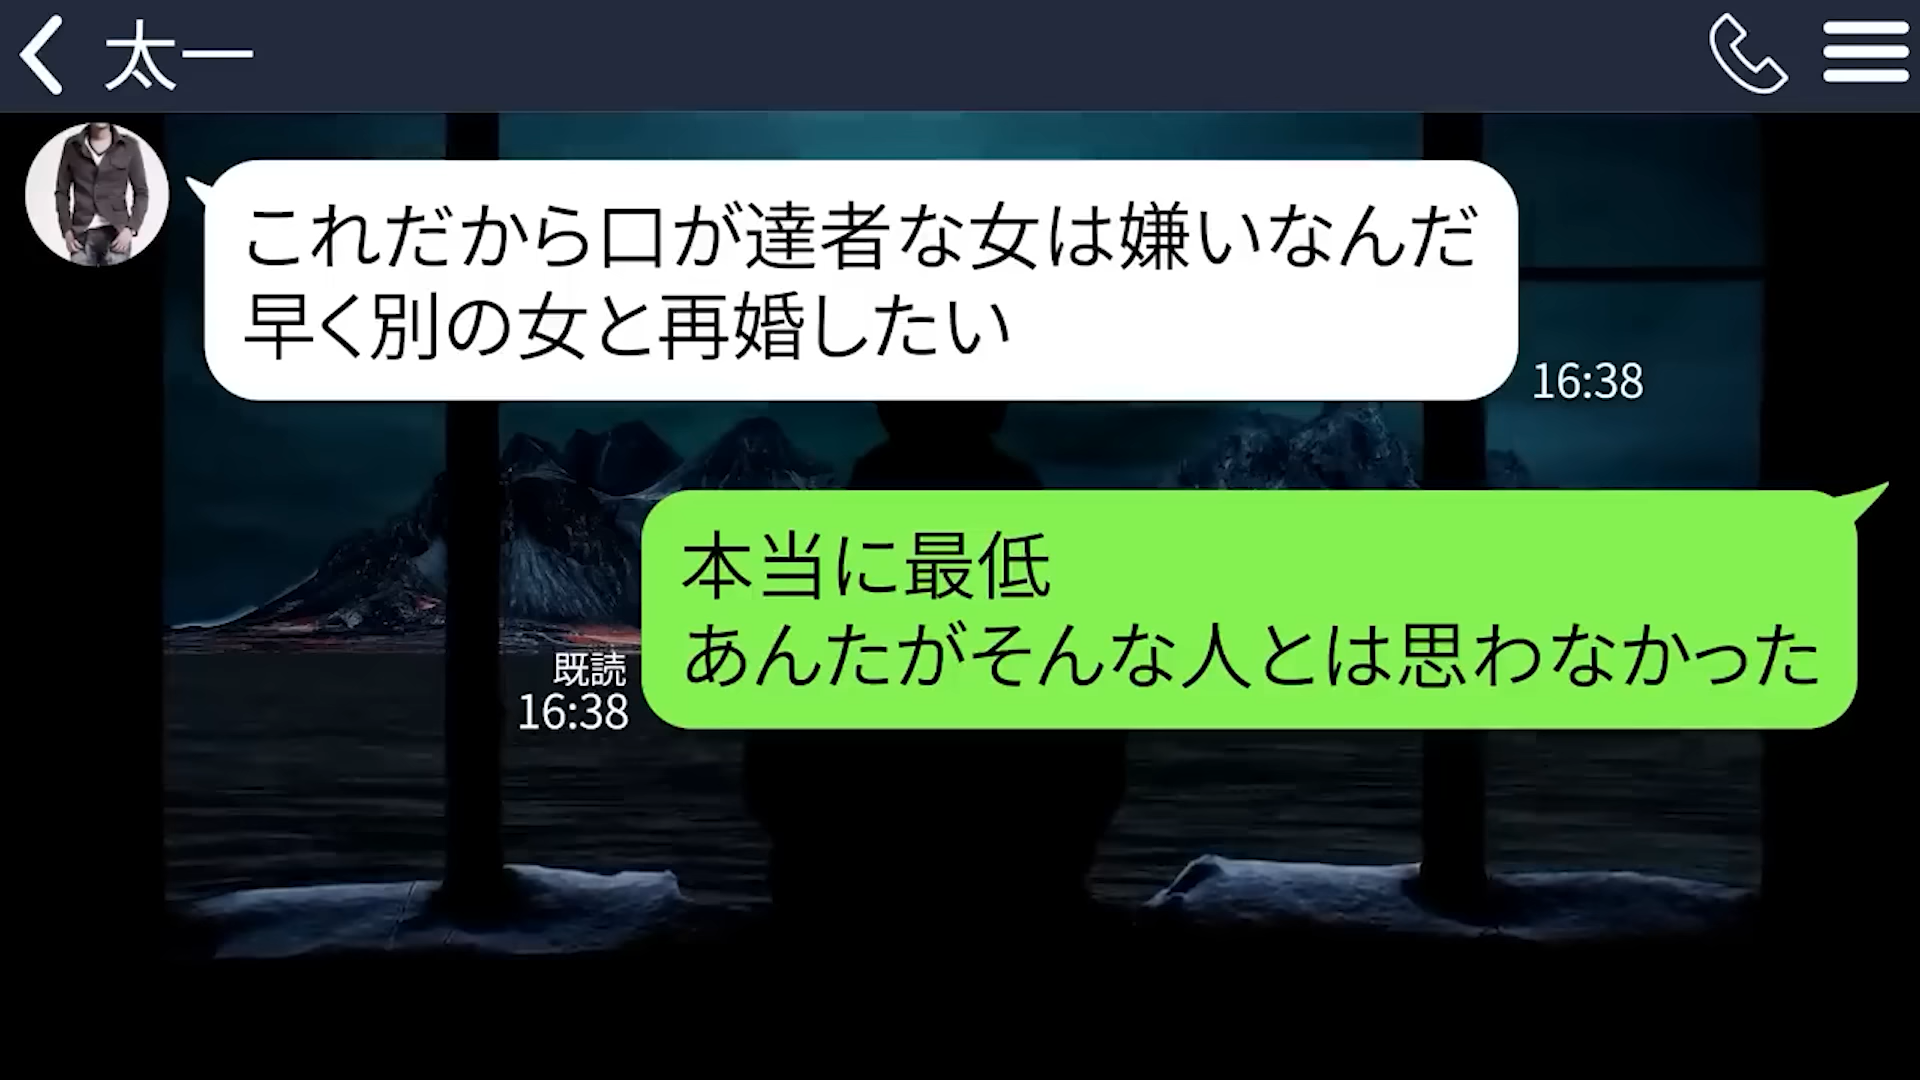 太一
これだから口が達者な女は嫌いなんだ
早く別の女と再婚したい
16:38
本当に最低
あんたがそんな人とは思わなかった
既読
16:38